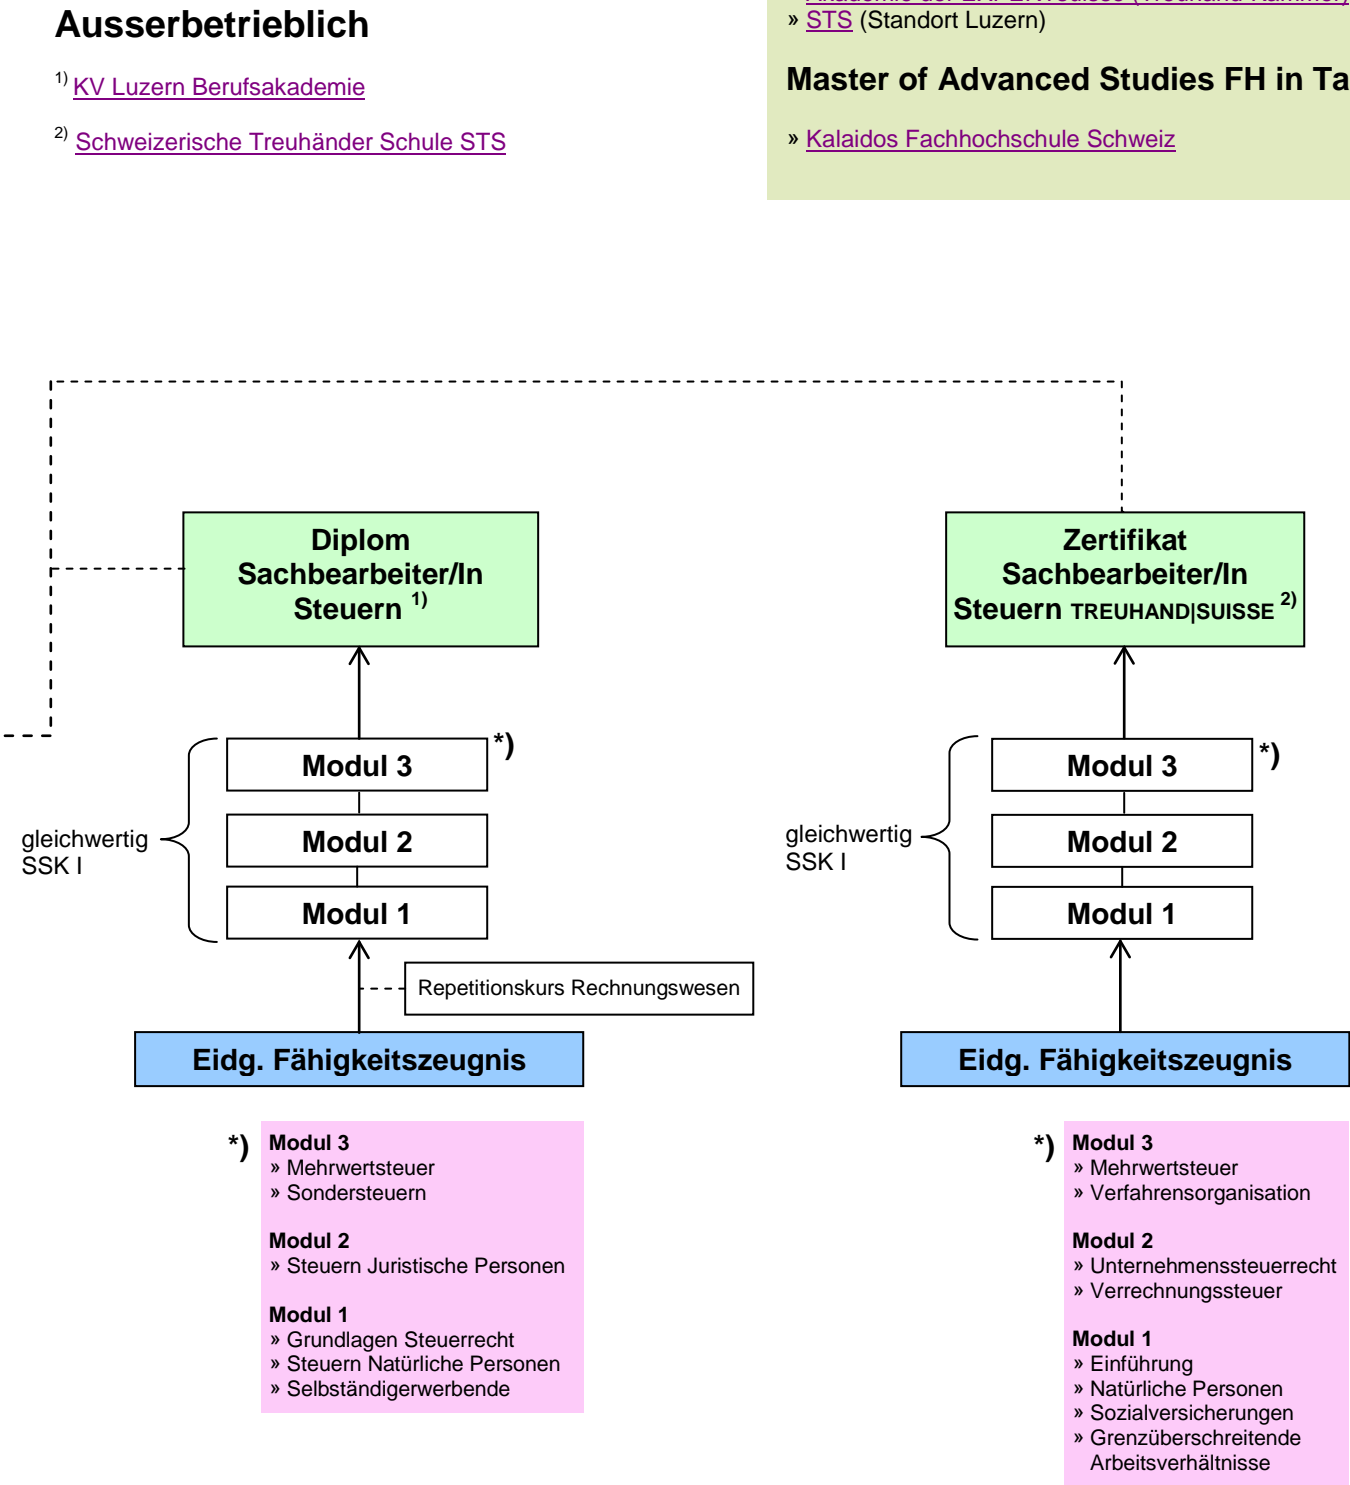 Ausserbetrieblich
1) KV Luzern Berufsakademie
2) Schweizerische Treuhänder Schule STS
» STS (Standort Luzern)
Master of Advanced Studies FH in Ta
» Kalaidos Fachhochschule Schweiz
Diplom
Sachbearbeiter/In
Steuern 1)
Modul 3 *)
Modul 2
Modul 1
gleichwertig
SSK I
Repetitionskurs Rechnungswesen
Eidg. Fähigkeitszeugnis
*) Modul 3
» Mehrwertsteuer
» Sondersteuern
Modul 2
» Steuern Juristische Personen
Modul 1
» Grundlagen Steuerrecht
» Steuern Natürliche Personen
» Selbständigerwerbende
Zertifikat
Sachbearbeiter/In
Steuern TREUHAND|SUISSE 2)
Modul 3 *)
Modul 2
Modul 1
gleichwertig
SSK I
Eidg. Fähigkeitszeugnis
*) Modul 3
» Mehrwertsteuer
» Verfahrensorganisation
Modul 2
» Unternehmenssteuerrecht
» Verrechnungssteuer
Modul 1
» Einführung
» Natürliche Personen
» Sozialversicherungen
» Grenzüberschreitende
Arbeitsverhältnisse